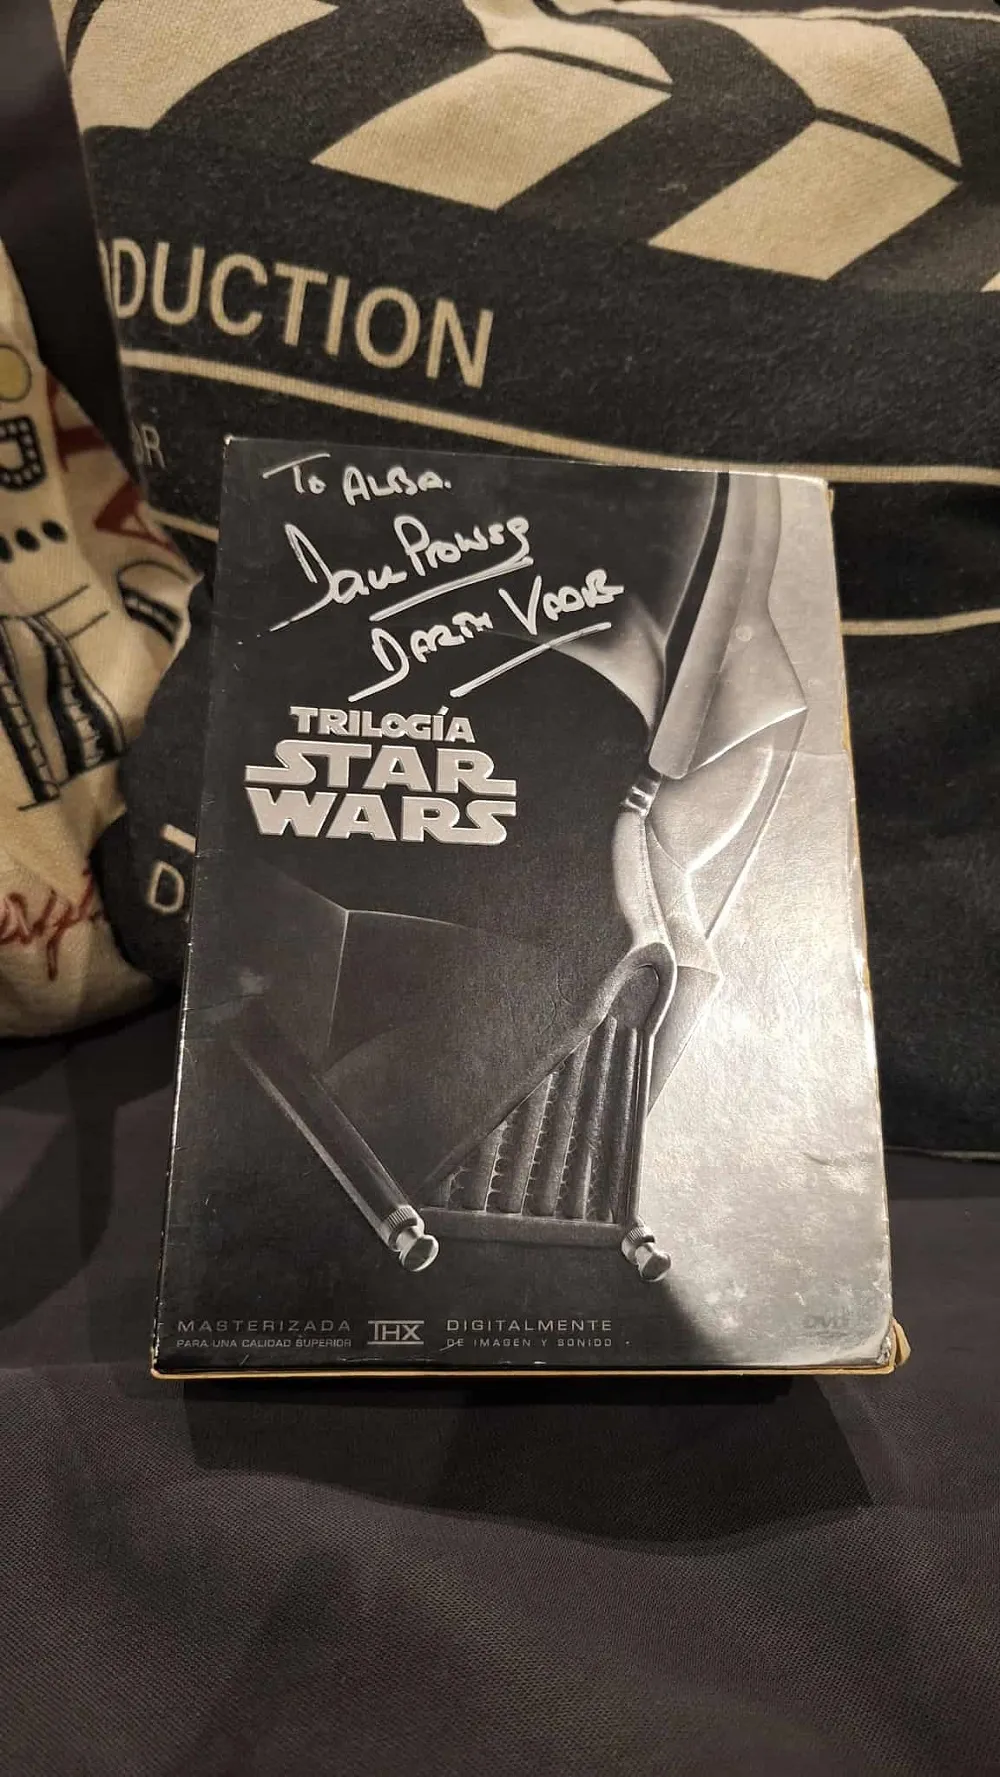 DUCTION
OR
To ALBA.
Dave Prowse
DARTH VADER
TRILOGÍA
STAR
WARS
D
MASTERIZADA THX DIGITALMENTE
PARA UNA CALIDAD SUPERIOR DE IMAGEN Y SONIDO
DVD